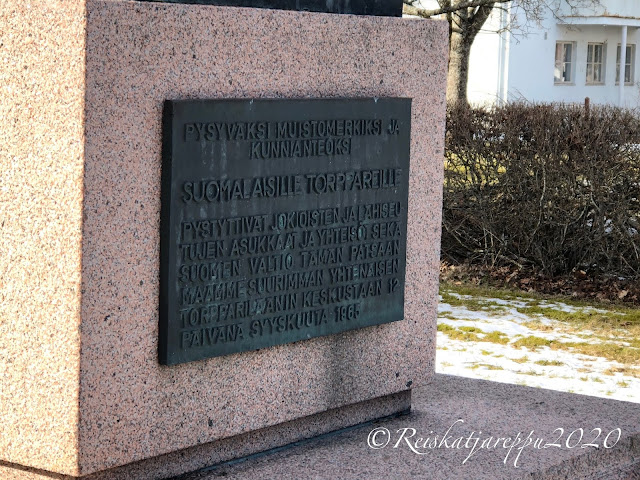 PYSYVÄKSI MUISTOMERKIKSI JA
KUNNIANTEOKSI
SUOMALAISILLE TORPPAREILLE
PYSTYTTIVÄT JOKIOISTEN JA LÄHISEU
TUJEN ASUKKAAT JA YHTEISÖT SEKÄ
SUOMEN VALTIO TÄMÄN PATSAAN
MAAMME SUURIMMAN YHTENÄISEN
TORPPARILÄÄNIN KESKUSTAAN 12
PÄIVÄNÄ SYYSKUUTA 1965
©Reiskatjareppu2020